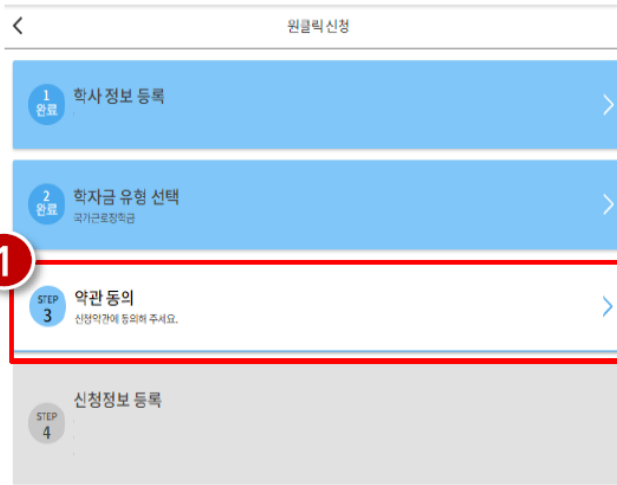 원클릭 신청
1
완료
학사 정보 등록
2
완료
학자금 유형 선택
국가근로장학금
1
STEP
3
약관 동의
신청약관에 동의해 주세요.
STEP
4
신청정보 등록